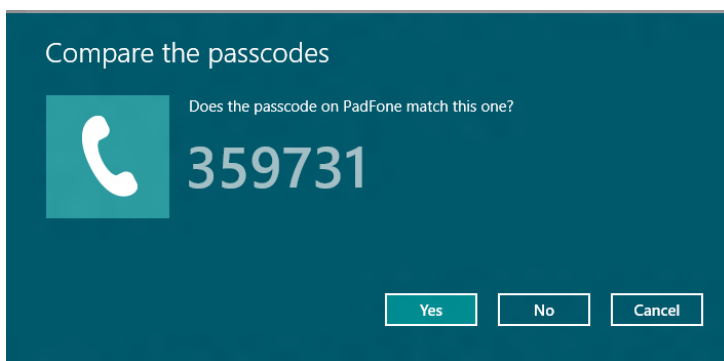 Compare the passcodes
Does the passcode on PadFone match this one?
359731
Yes No Cancel